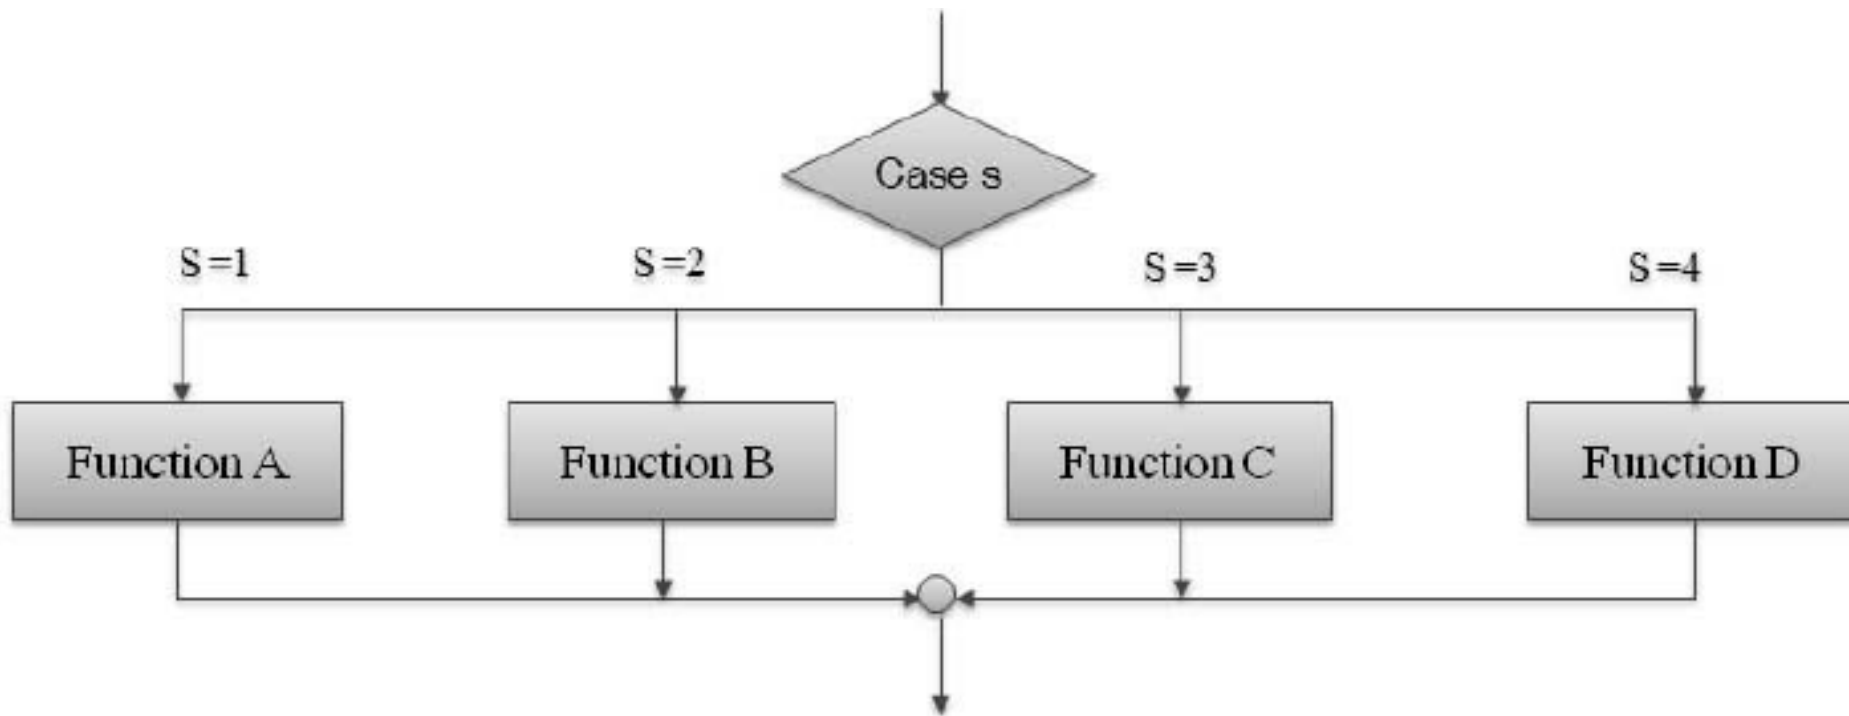 Case s
S=1
S=2
S=3
S=4
Function A
Function B
Function C
Function D